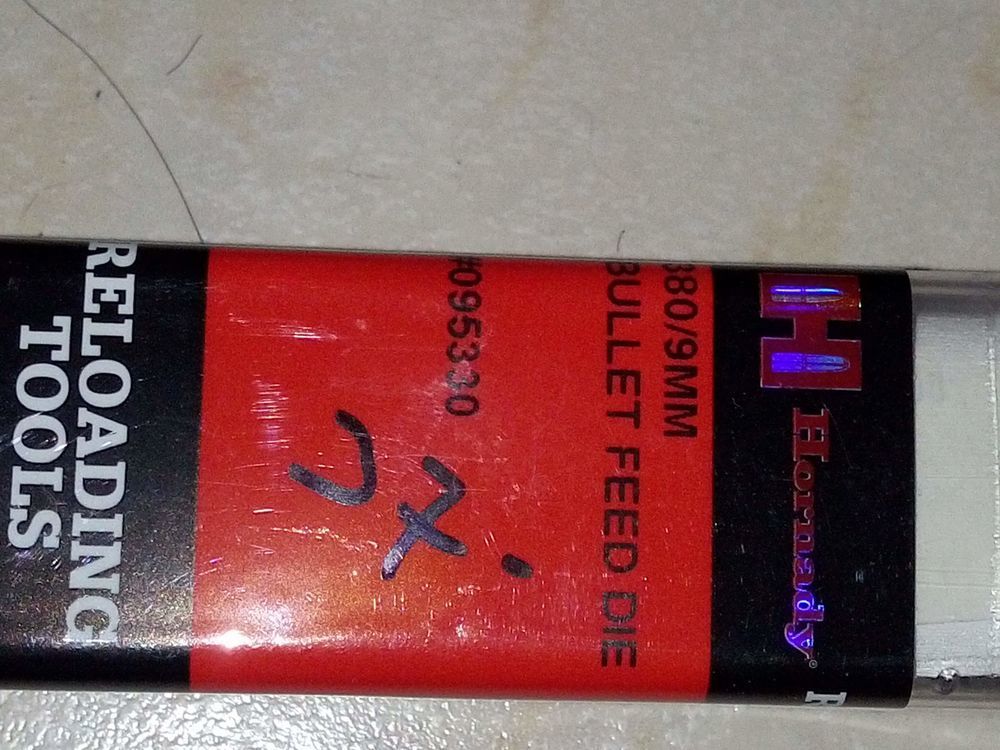 Hornady®
380/9MM
BULLET FEED DIE
#095330
RELOADING
TOOLS